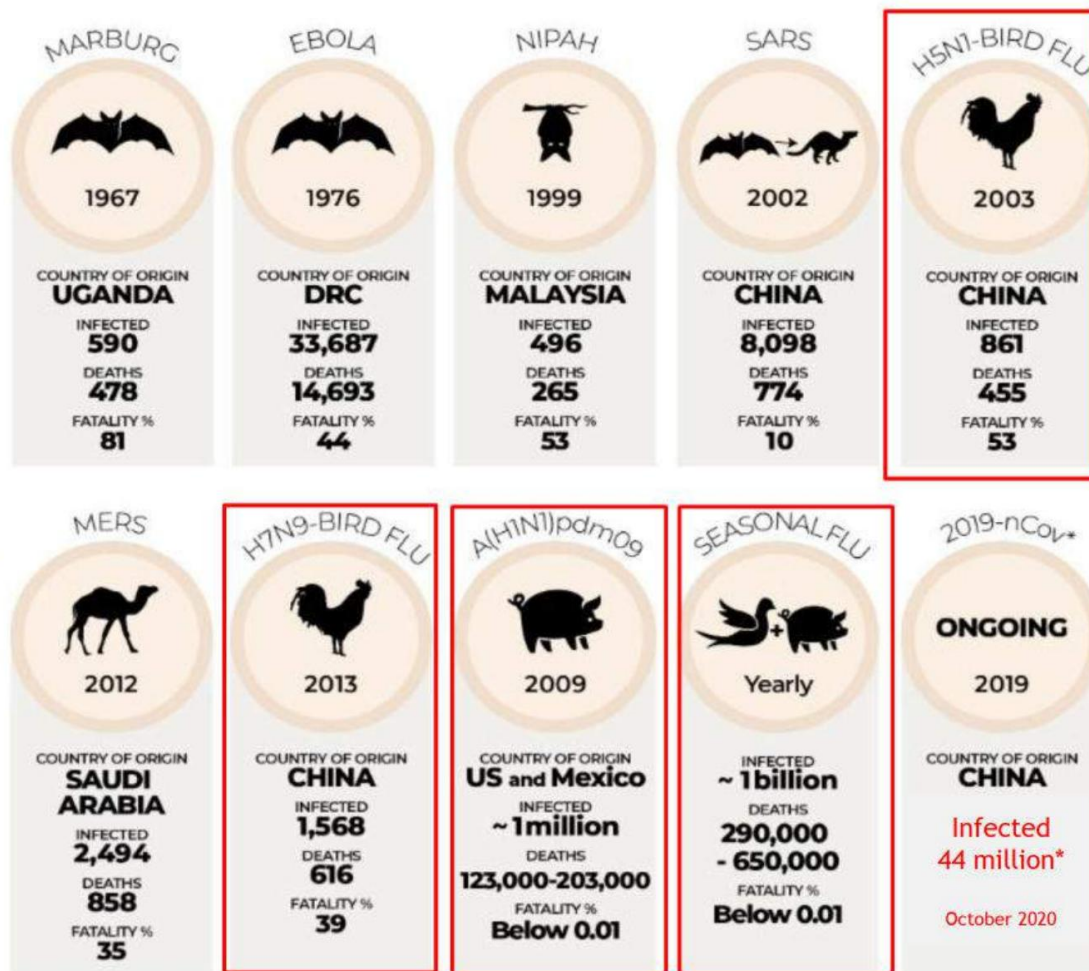 MARBURG
1967
COUNTRY OF ORIGIN
UGANDA
INFECTED
590
DEATHS
478
FATALITY %
81
EBOLA
1976
COUNTRY OF ORIGIN
DRC
INFECTED
33,687
DEATHS
14,693
FATALITY %
44
NIPAH
1999
COUNTRY OF ORIGIN
MALAYSIA
INFECTED
496
DEATHS
265
FATALITY %
53
SARS
2002
COUNTRY OF ORIGIN
CHINA
INFECTED
8,098
DEATHS
774
FATALITY %
10
H5N1-BIRD FLU
2003
COUNTRY OF ORIGIN
CHINA
INFECTED
861
DEATHS
455
FATALITY %
53
MERS
2012
COUNTRY OF ORIGIN
SAUDI
ARABIA
INFECTED
2,494
DEATHS
858
FATALITY %
35
H7N9-BIRD FLU
2013
COUNTRY OF ORIGIN
CHINA
INFECTED
1,568
DEATHS
616
FATALITY %
39
A(H1N1)pdm09
2009
COUNTRY OF ORIGIN
US and Mexico
INFECTED
~ 1 million
DEATHS
123,000-203,000
FATALITY %
Below 0.01
SEASONAL FLU
+
Yearly
INFECTED
~ 1 billion
DEATHS
290,000
- 650,000
FATALITY %
Below 0.01
2019-nCov*
ONGOING
2019
COUNTRY OF ORIGIN
CHINA
Infected
44 million*
October 2020